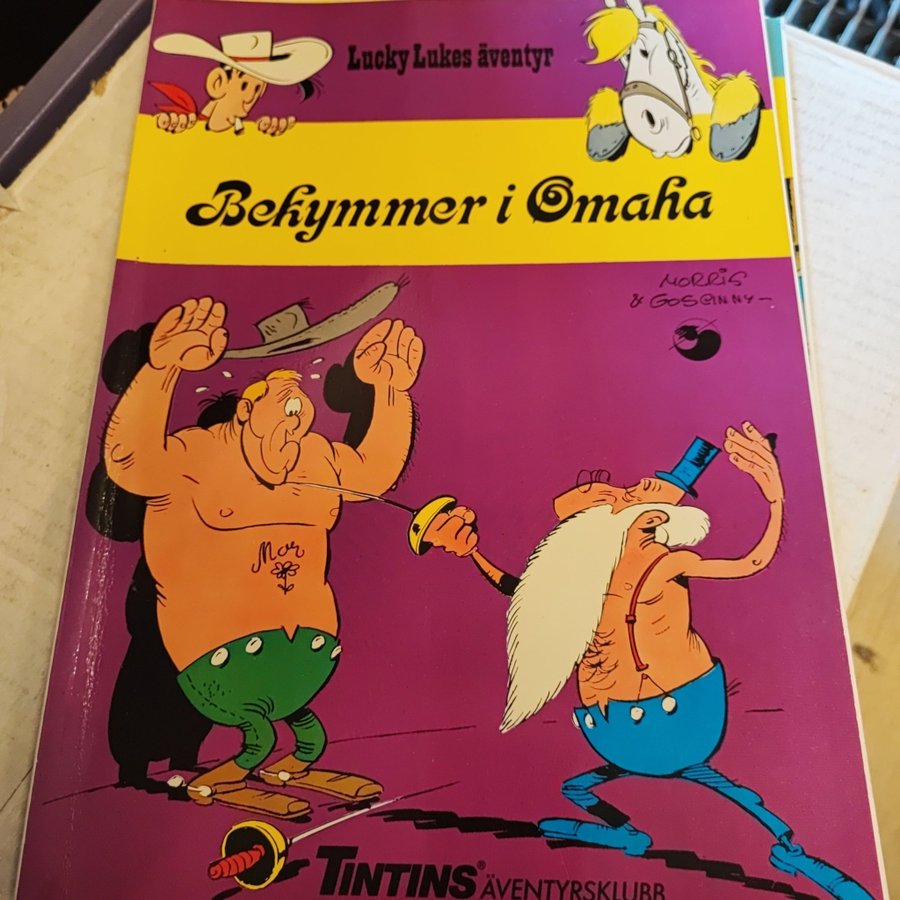 Lucky Lukes äventyr
Bekymmer i Omaha
MORRIS
& GOSCINNY
Mor
TINTINS®
ÄVENTYRSKLUBB